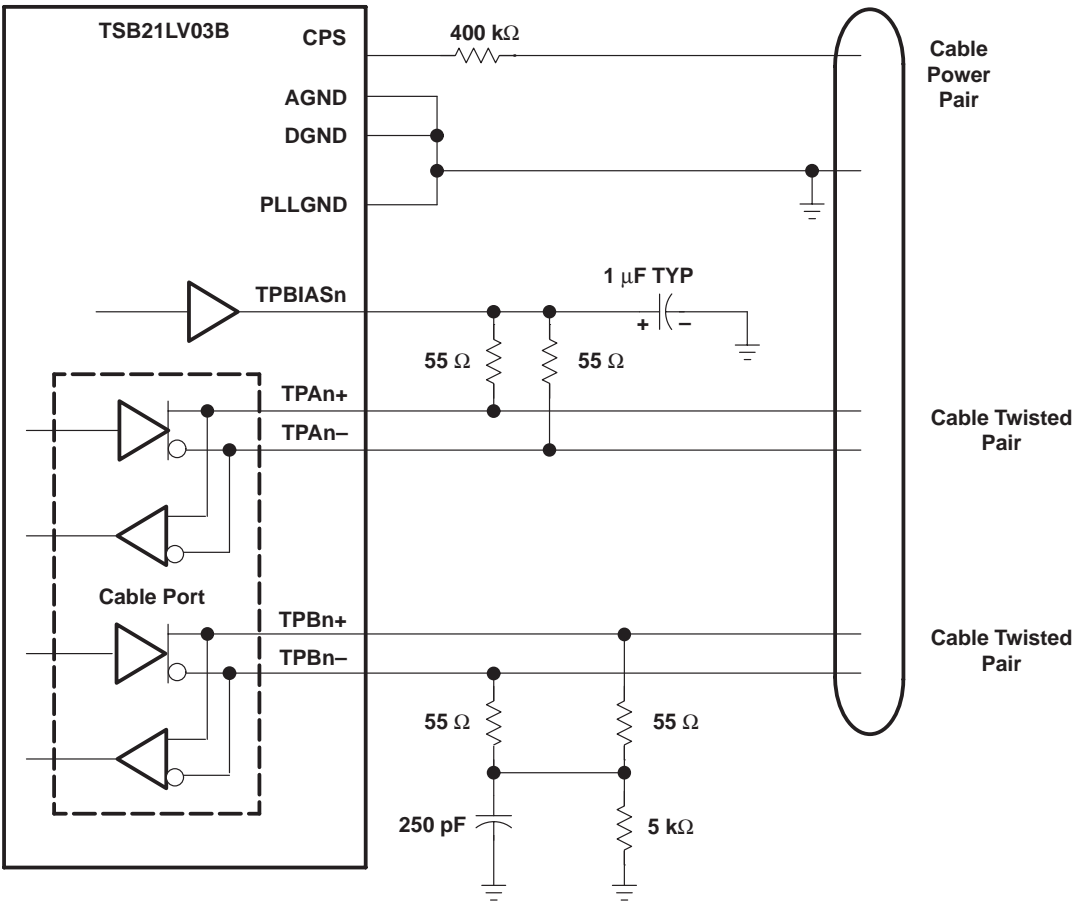 TSB21LV03B
CPS
400 kΩ
Cable
Power
Pair
AGND
DGND
PLLGND
1 μF TYP
TPBIASn
+ –
55 Ω
55 Ω
TPAn+
TPAn–
Cable Twisted
Pair
Cable Port
TPBn+
TPBn–
Cable Twisted
Pair
55 Ω
55 Ω
250 pF
5 kΩ